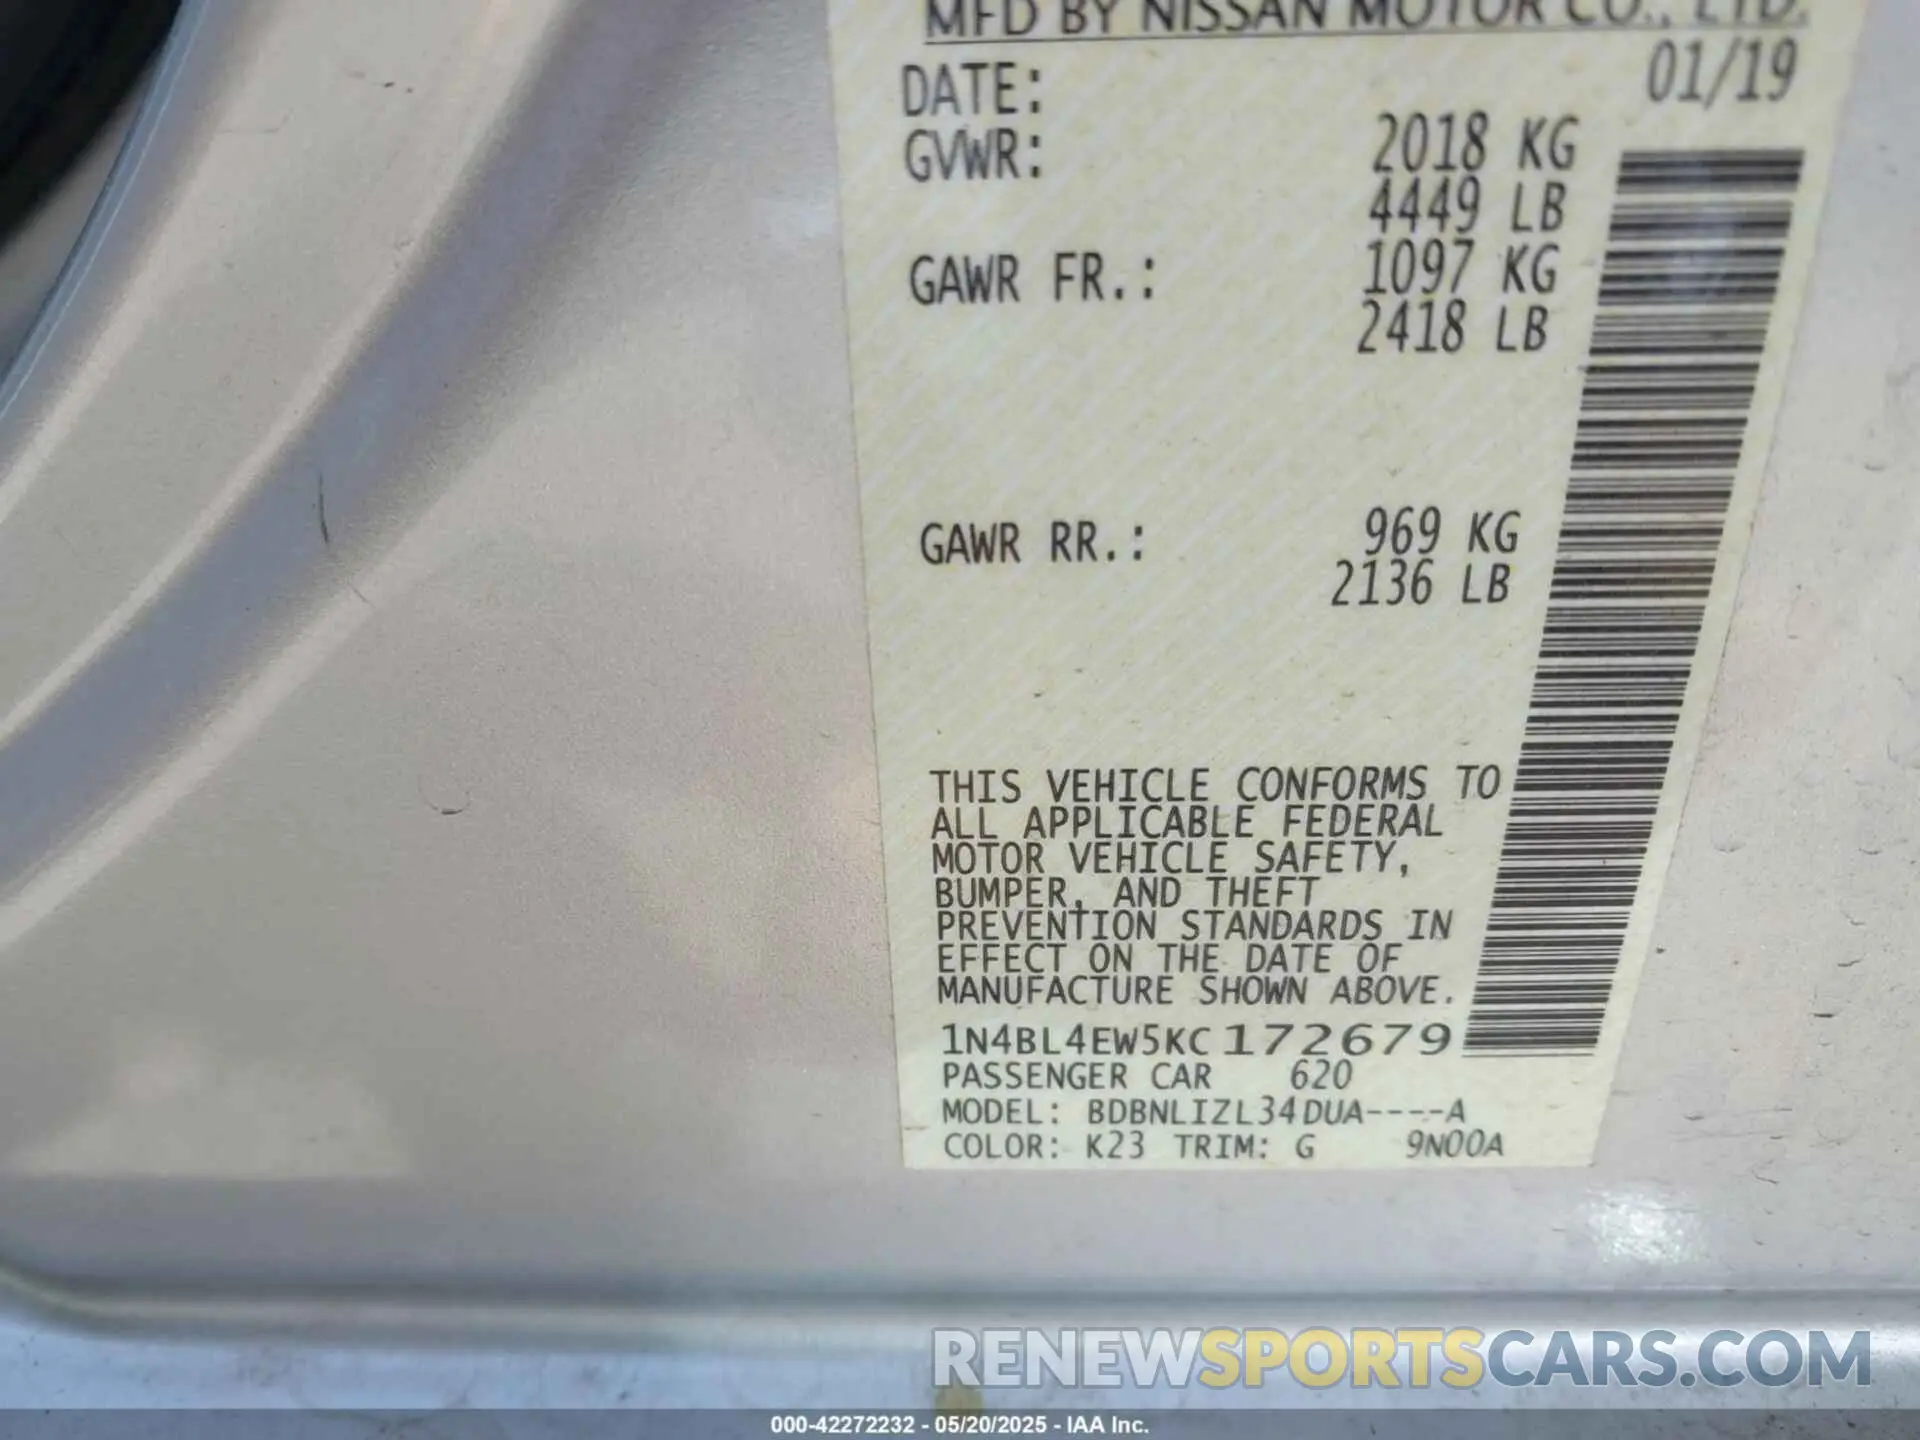 MFD BY NISSAN MOTOR CO., LTD.
DATE: 01/19
GVWR: 2018 KG
4449 LB
GAWR FR.: 1097 KG
2418 LB
GAWR RR.: 969 KG
2136 LB
THIS VEHICLE CONFORMS TO
ALL APPLICABLE FEDERAL
MOTOR VEHICLE SAFETY,
BUMPER, AND THEFT
PREVENTION STANDARDS IN
EFFECT ON THE DATE OF
MANUFACTURE SHOWN ABOVE.
1N4BL4EW5KC172679
PASSENGER CAR 620
MODEL: BDBNLIZL34DUA----A
COLOR: K23 TRIM: G 9N00A
RENEWSPORTSCARS.COM
000-42272232 - 05/20/2025 - IAA Inc.